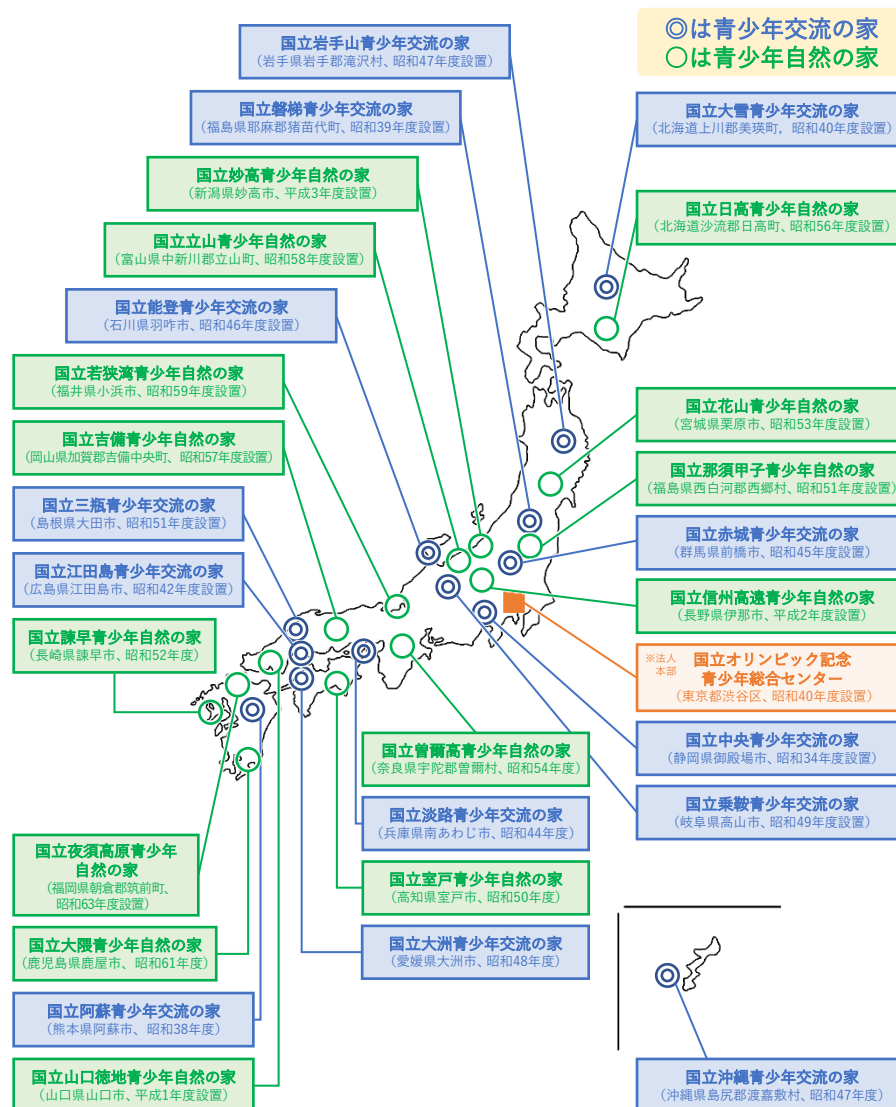 ◎は青少年交流の家
○は青少年自然の家
国立岩手山青少年交流の家
（岩手県岩手郡滝沢村、昭和47年度設置）
国立磐梯青少年交流の家
（福島県耶麻郡猪苗代町、昭和39年度設置）
国立妙高青少年自然の家
（新潟県妙高市、平成3年度設置）
国立立山青少年自然の家
（富山県中新川郡立山町、昭和58年度設置）
国立能登青少年交流の家
（石川県羽咋市、昭和46年度設置）
国立若狭湾青少年自然の家
（福井県小浜市、昭和59年度設置）
国立吉備青少年自然の家
（岡山県加賀郡吉備中央町、昭和57年度設置）
国立三瓶青少年交流の家
（島根県大田市、昭和51年度設置）
国立江田島青少年交流の家
（広島県江田島市、昭和42年度設置）
国立諫早青少年自然の家
（長崎県諫早市、昭和52年度）
国立夜須高原青少年
自然の家
（福岡県朝倉郡筑前町、
昭和63年度設置）
国立大隅青少年自然の家
（鹿児島県鹿屋市、昭和61年度）
国立阿蘇青少年交流の家
（熊本県阿蘇市、昭和38年度）
国立山口徳地青少年自然の家
（山口県山口市、平成1年度設置）
国立曽爾高青少年自然の家
（奈良県宇陀郡曽爾村、昭和54年度）
国立淡路青少年交流の家
（兵庫県南あわじ市、昭和44年度）
国立室戸青少年自然の家
（高知県室戸市、昭和50年度）
国立大洲青少年交流の家
（愛媛県大洲市、昭和48年度）
国立大雪青少年交流の家
（北海道上川郡美瑛町，昭和40年度設置）
国立日高青少年自然の家
（北海道沙流郡日高町、昭和56年度設置）
国立花山青少年自然の家
（宮城県栗原市、昭和53年度設置）
国立那須甲子青少年自然の家
（福島県西白河郡西郷村、昭和51年度設置）
国立赤城青少年交流の家
（群馬県前橋市、昭和45年度設置）
国立信州高遠青少年自然の家
（長野県伊那市、平成2年度設置）
※法人
本部
国立オリンピック記念
青少年総合センター
（東京都渋谷区、昭和40年度設置）
国立中央青少年交流の家
（静岡県御殿場市、昭和34年度設置）
国立乗鞍青少年交流の家
（岐阜県高山市、昭和49年度設置）
国立沖縄青少年交流の家
（沖縄県島尻郡渡嘉敷村、昭和47年度）